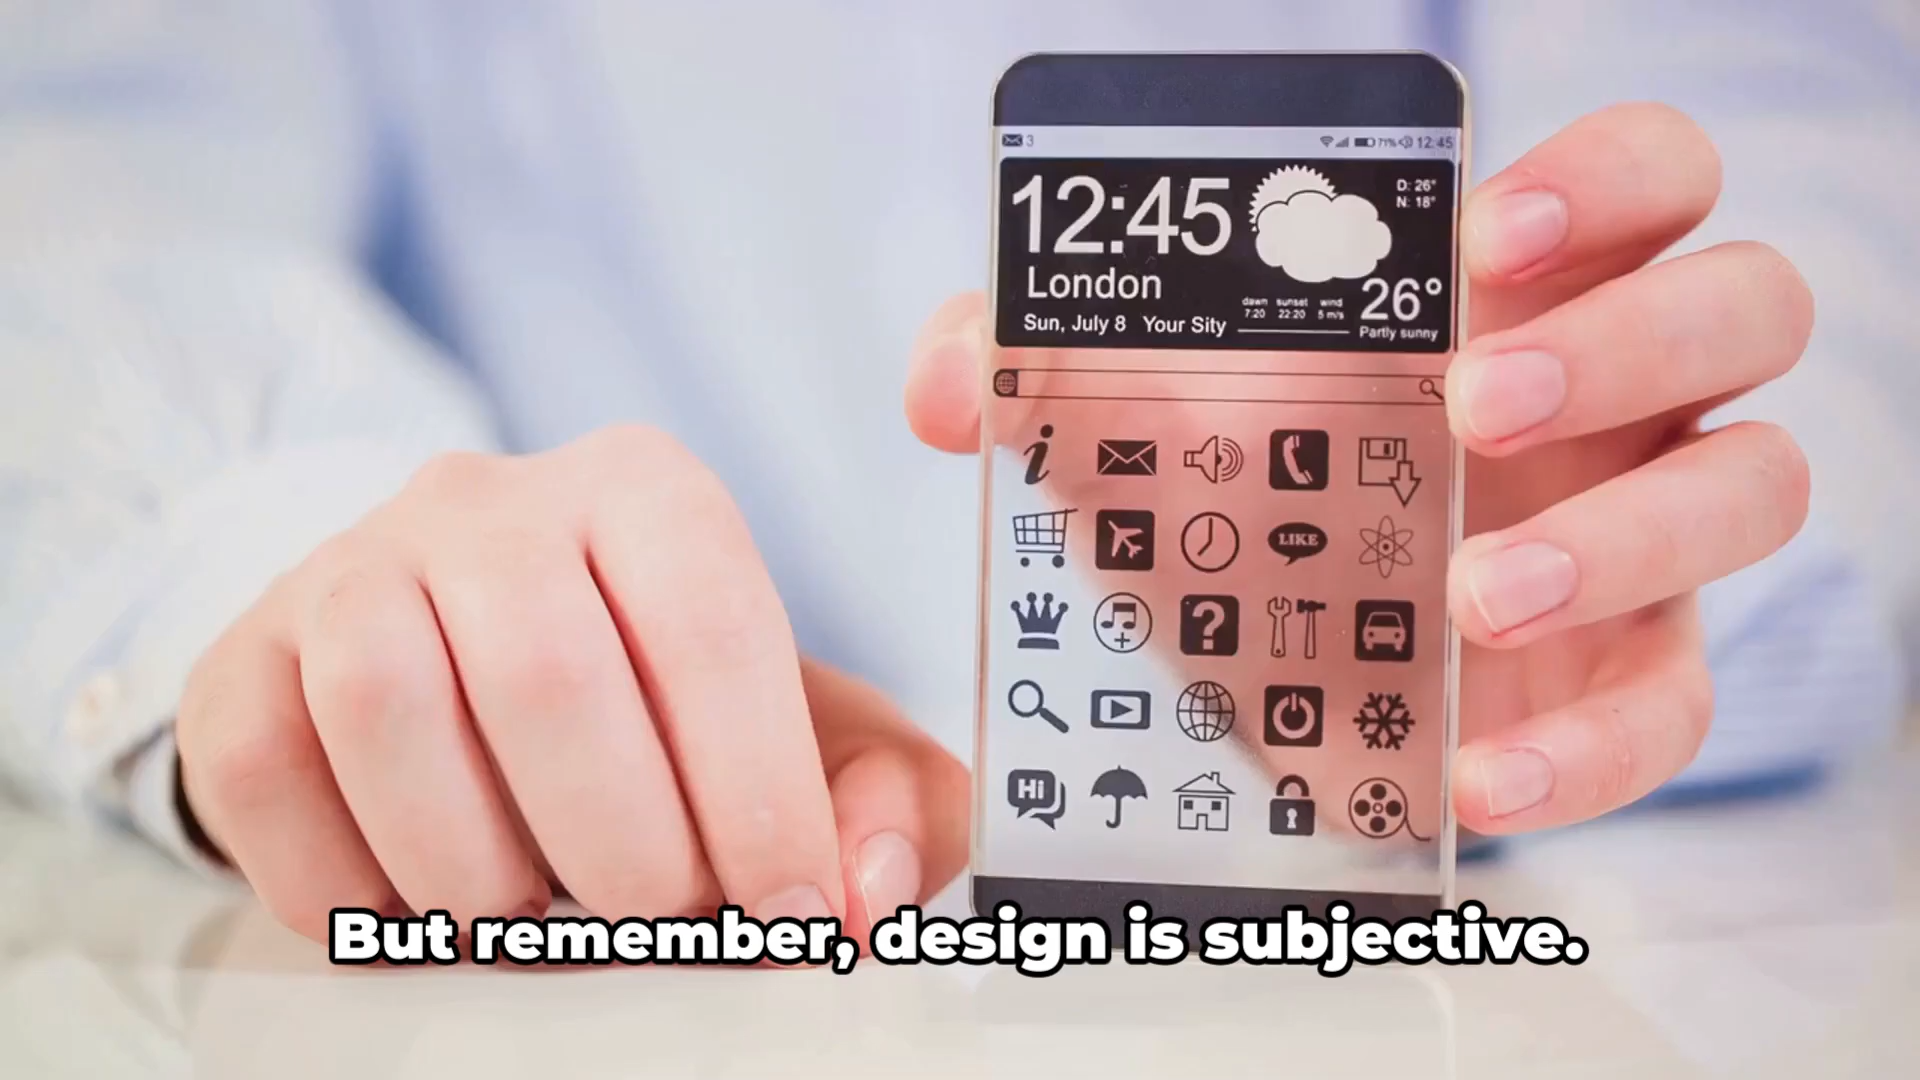 3 71% 12:45
12:45
D: 26°
N: 18°
London
dawn sunset wind
7:20 22:20 5 m/s
26°
Sun, July 8 Your Sity
Partly sunny
i
LIKE
?
Hi
But remember, design is subjective.